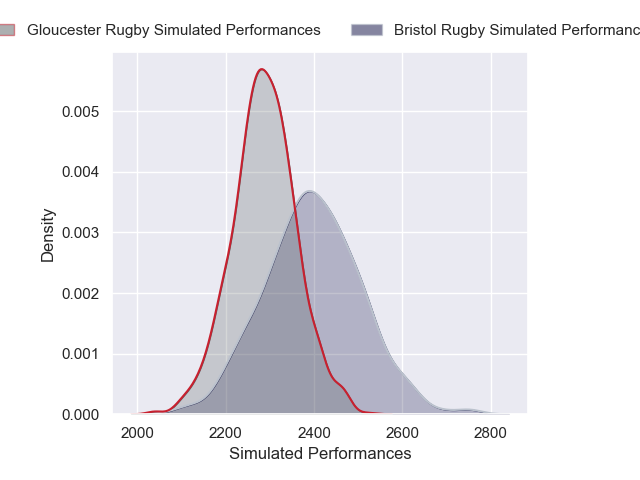 Gloucester Rugby Simulated Performances
Bristol Rugby Simulated Performanc
0.005
0.004
0.003
0.002
0.001
0.000
Density
2000 2200 2400 2600 2800
Simulated Performances